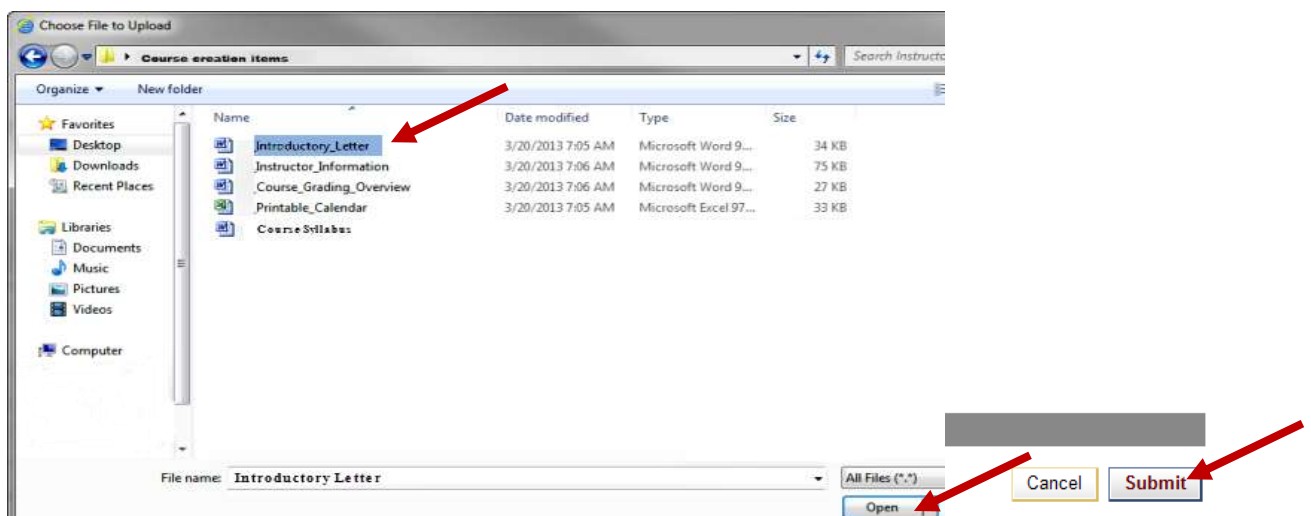 Choose File to Upload
Course creation items
Search Instructo
Organize New folder
Name Date modified Type Size
Favorites
Desktop
Downloads
Recent Places
Libraries
Documents
Music
Pictures
Videos
Computer
Introductory_Letter 3/20/2013 7:05 AM Microsoft Word 9... 34 KB
Instructor_Information 3/20/2013 7:06 AM Microsoft Word 9... 75 KB
Course_Grading_Overview 3/20/2013 7:06 AM Microsoft Word 9... 27 KB
Printable_Calendar 3/20/2013 7:05 AM Microsoft Excel 97... 33 KB
Course Syllabus
File name: Introductory Letter All Files (*.*)
Open
Cancel Submit